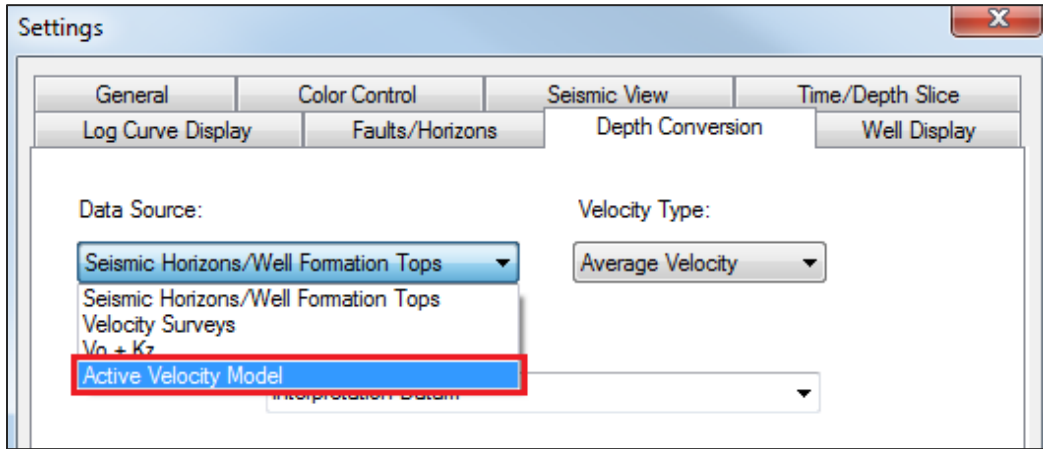 Settings
General Color Control Seismic View Time/Depth Slice
Log Curve Display Faults/Horizons Depth Conversion Well Display
Data Source: Velocity Type:
Seismic Horizons/Well Formation Tops Average Velocity
Seismic Horizons/Well Formation Tops
Velocity Surveys
Vo + Kz
Active Velocity Model
Interpretation Datum